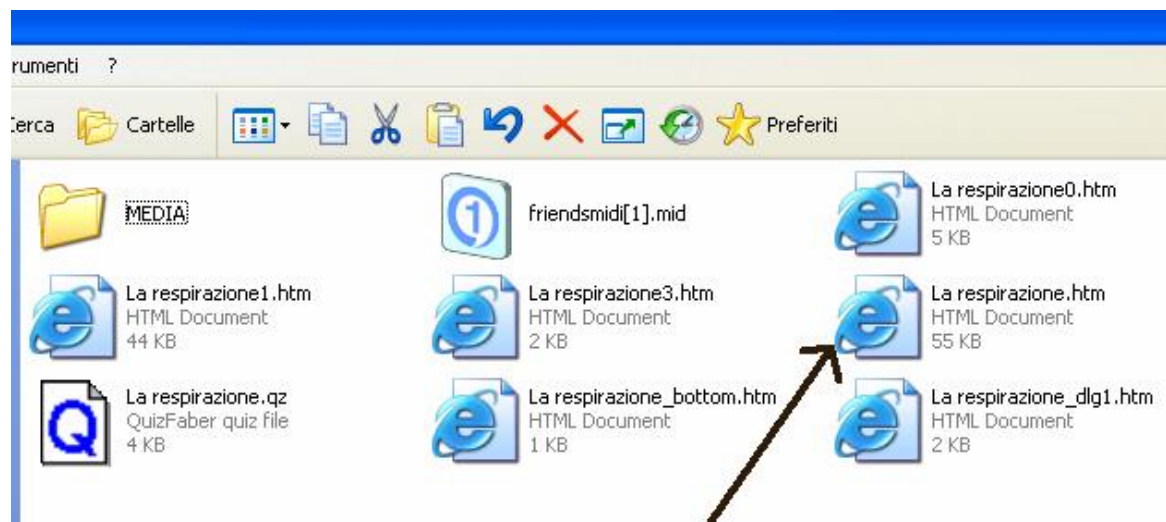 rumenti ?
erca Cartelle Preferiti
MEDIA
friendsmidi[1].mid
La respirazione0.htm
HTML Document
5 KB
La respirazione1.htm
HTML Document
44 KB
La respirazione3.htm
HTML Document
2 KB
La respirazione.htm
HTML Document
55 KB
La respirazione.qz
QuizFaber quiz file
4 KB
La respirazione_bottom.htm
HTML Document
1 KB
La respirazione_dlg1.htm
HTML Document
2 KB